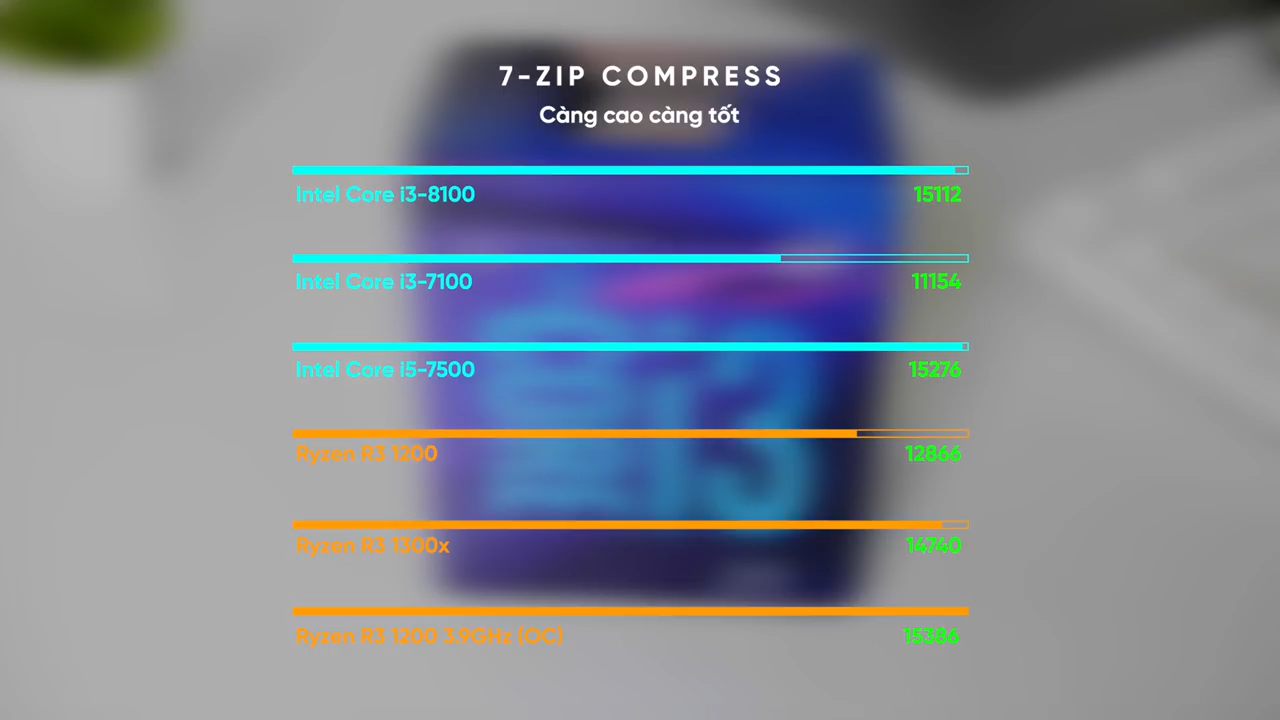 7-ZIP COMPRESS
Càng cao càng tốt
Intel Core i3-8100 15112
Intel Core i3-7100 11154
Intel Core i5-7500 15276
Ryzen R3 1200 12866
Ryzen R3 1300x 14740
Ryzen R3 1200 3.9GHz (OC) 15386